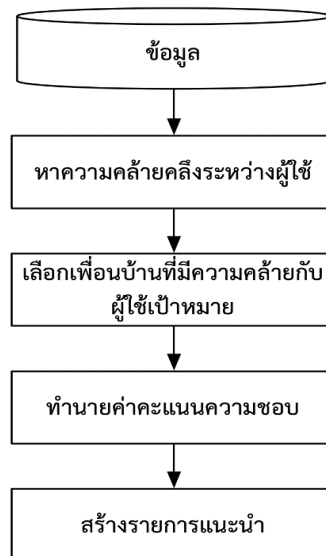 ข้อมูล
หาความคล้ายคลึงระหว่างผู้ใช้
เลือกเพื่อนบ้านที่มีความคล้ายกับ
ผู้ใช้เป้าหมาย
ทำนายค่าคะแนนความชอบ
สร้างรายการแนะนำ